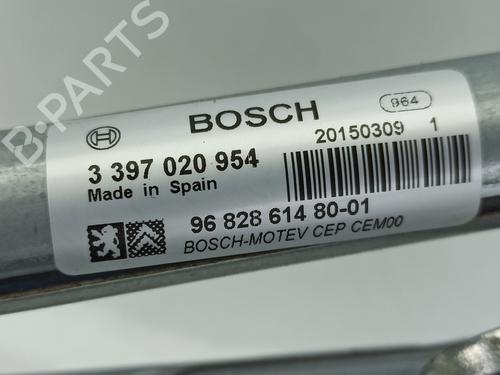 B-PARTS
BOSCH
964
3 397 020 954
Made in Spain
20150309 1
96 828 614 80-01
BOSCH-MOTEV CEP CEM00
B-PARTS